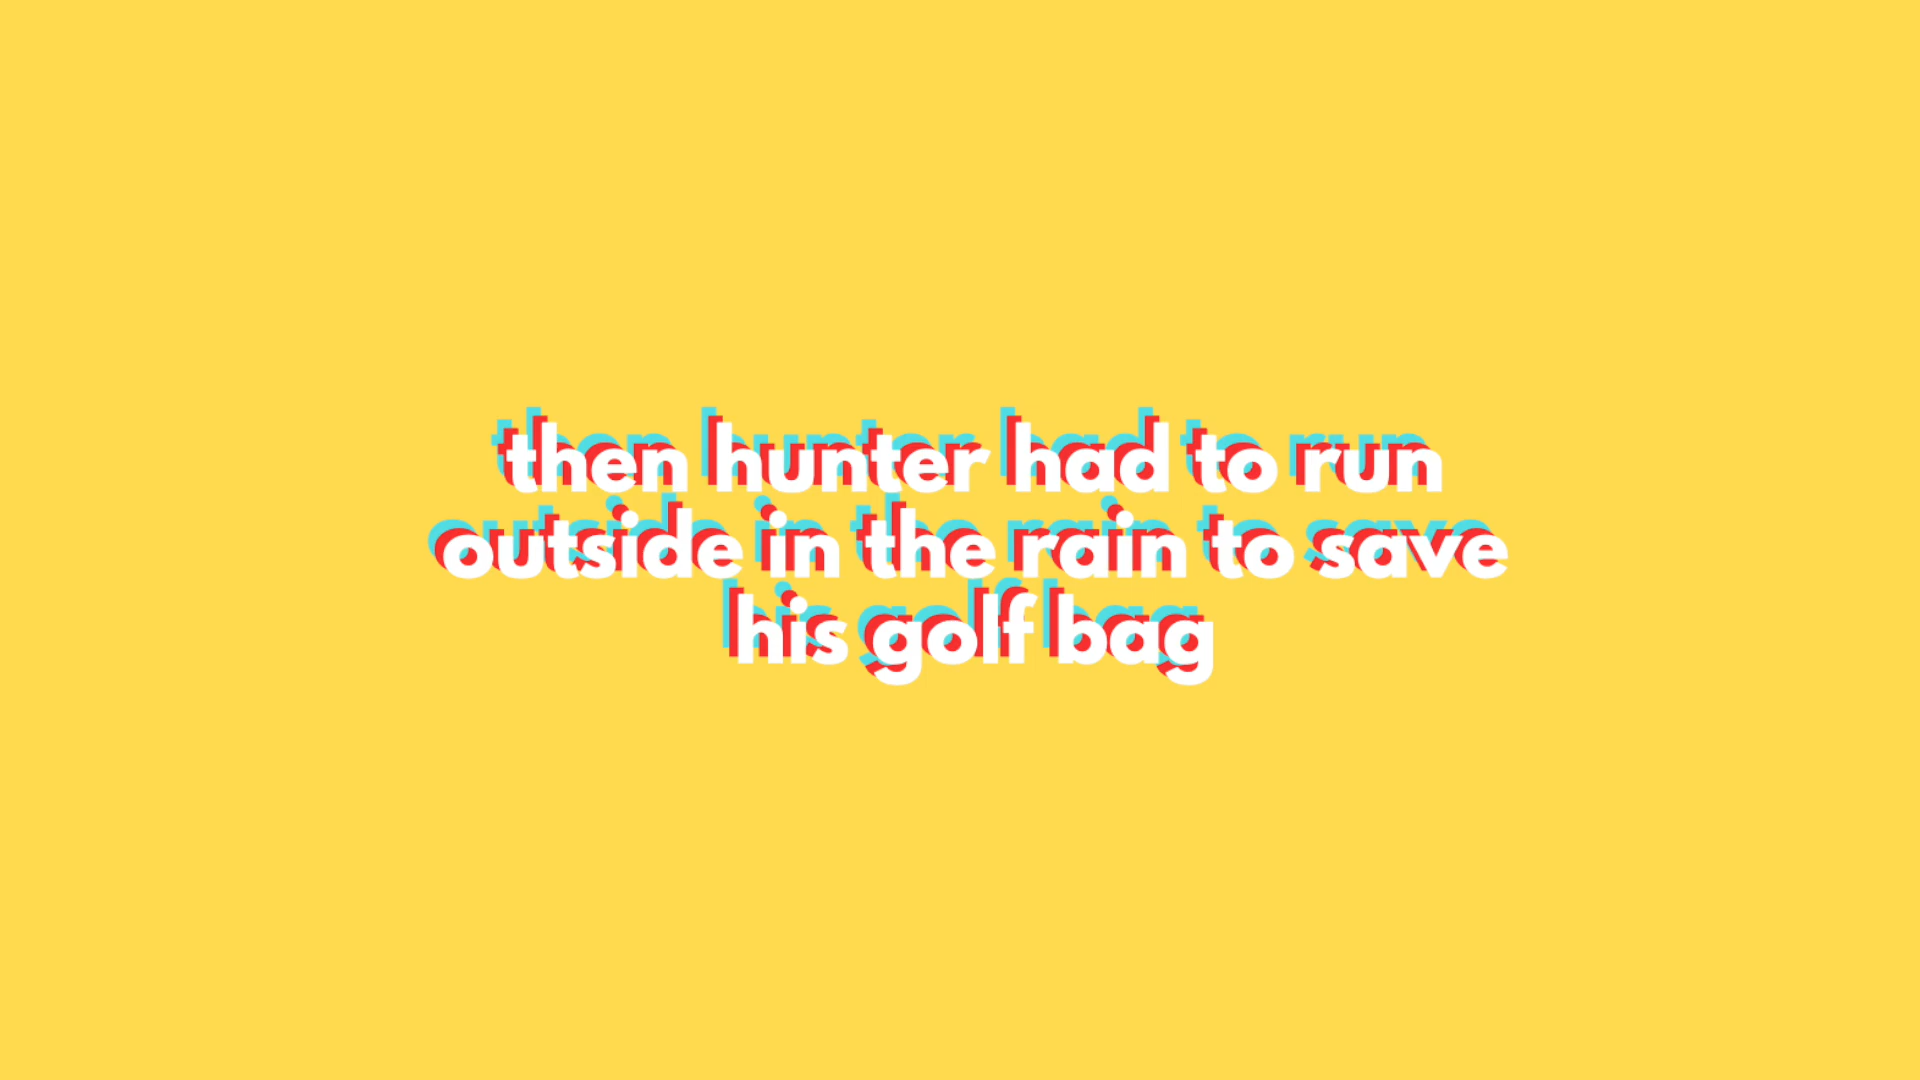 then hunter had to run
outside in the rain to save
his golf bag